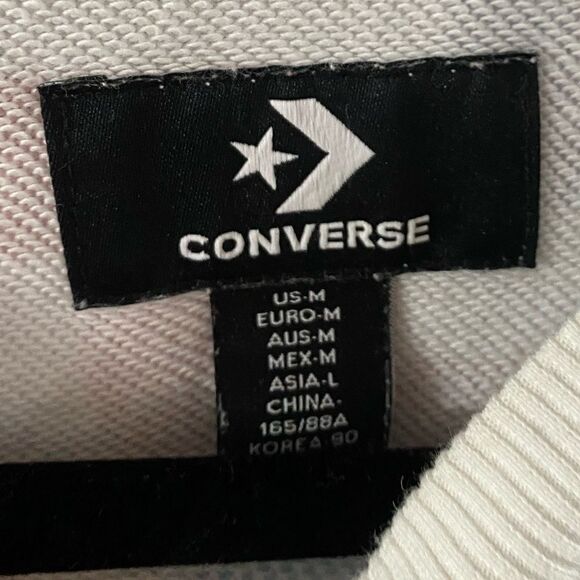 CONVERSE
US-M
EURO-M
AUS-M
MEX-M
ASIA-L
CHINA-
165/88A
KOREA 90